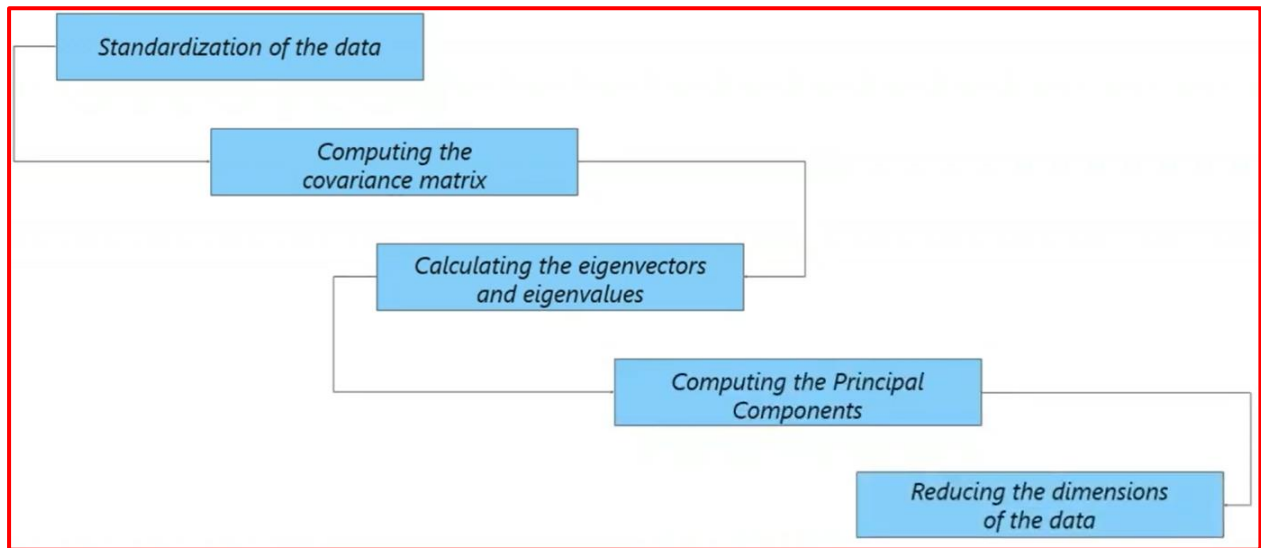 Standardization of the data
Computing the
covariance matrix
Calculating the eigenvectors
and eigenvalues
Computing the Principal
Components
Reducing the dimensions
of the data